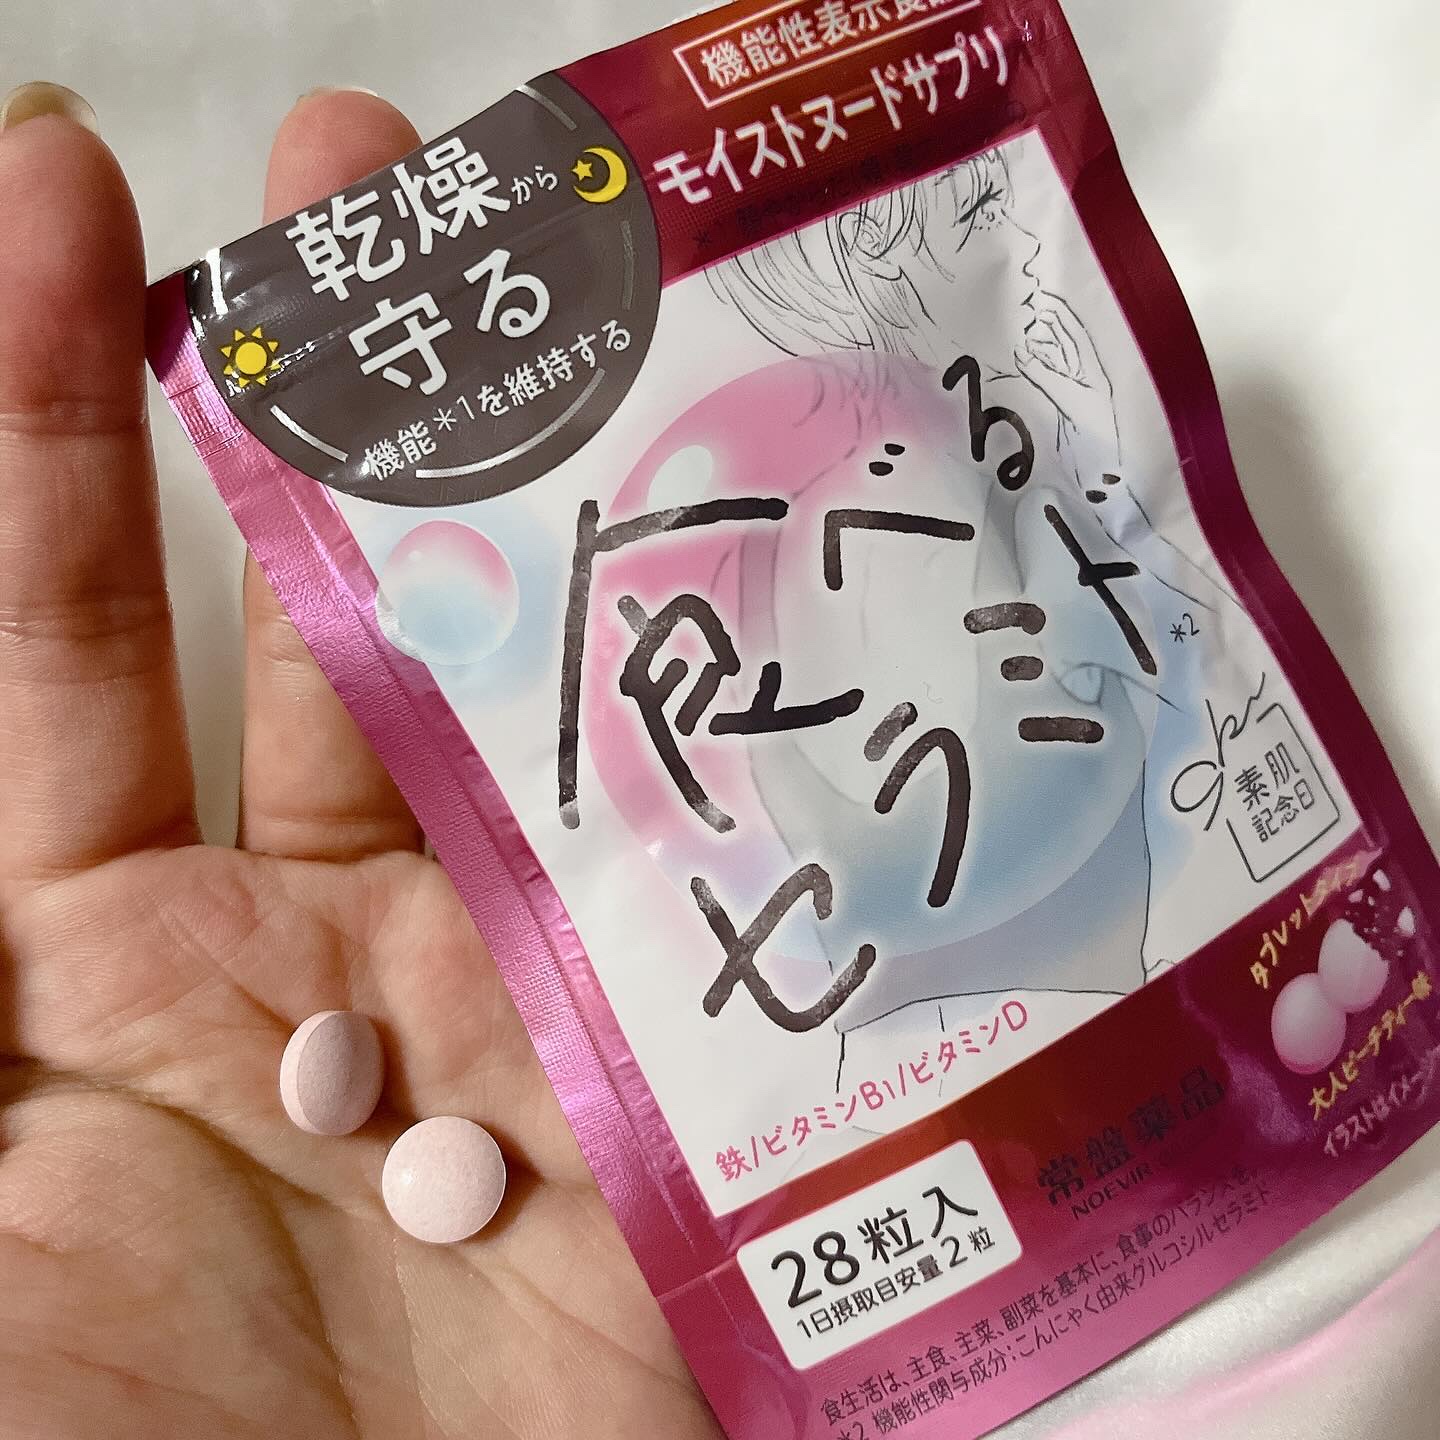 機能性表示食品
モイストヌードサプリ
乾燥から
守る
機能*1を維持する
食べる
セラミド
*2
素肌
記念日
鉄/ビタミンB1/ビタミンD
タブレットタイプ
大人ピーチティー味
イラストはイメージ
常盤薬品
NOEVIR
28粒入
1日摂取目安量2粒
食生活は、主食、主菜、副菜を基本に、食事のバランスを。
*2 機能性関与成分:こんにゃく由来グルコシルセラミド